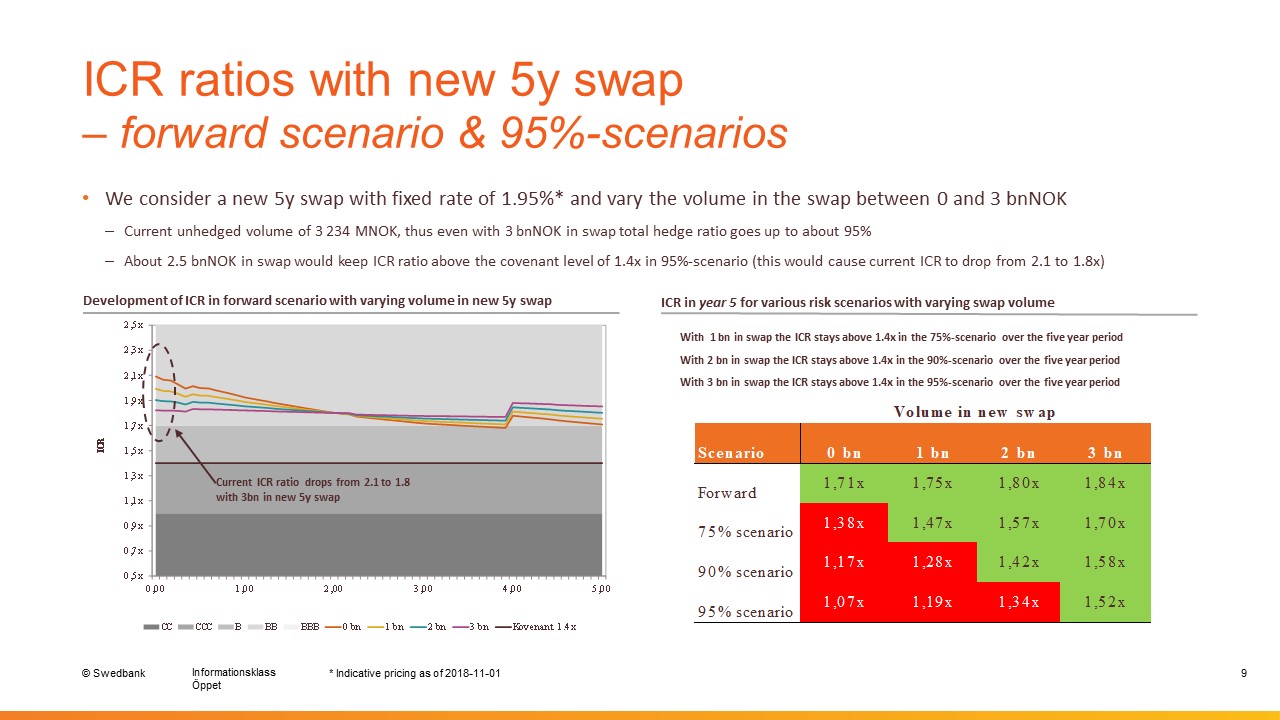 ICR ratios with new 5y swap
– forward scenario & 95%-scenarios
• We consider a new 5y swap with fixed rate of 1.95%* and vary the volume in the swap between 0 and 3 bnNOK
– Current unhedged volume of 3 234 MNOK, thus even with 3 bnNOK in swap total hedge ratio goes up to about 95%
– About 2.5 bnNOK in swap would keep ICR ratio above the covenant level of 1.4x in 95%-scenario (this would cause current ICR to drop from 2.1 to 1.8x)
Development of ICR in forward scenario with varying volume in new 5y swap
2,5x
2,3x
2,1x
1,9x
1,7x
1,5x
1,3x
1,1x
0,9x
0,7x
0,5x
ICR
Current ICR ratio drops from 2.1 to 1.8
with 3bn in new 5y swap
0,00 1,00 2,00 3,00 4,00 5,00
CC CCC B BB BBB 0 bn 1 bn 2 bn 3 bn Kovenant 1.4x
ICR in year 5 for various risk scenarios with varying swap volume
With 1 bn in swap the ICR stays above 1.4x in the 75%-scenario over the five year period
With 2 bn in swap the ICR stays above 1.4x in the 90%-scenario over the five year period
With 3 bn in swap the ICR stays above 1.4x in the 95%-scenario over the five year period
Volume in new swap
Scenario 0 bn 1 bn 2 bn 3 bn
Forward 1,71x 1,75x 1,80x 1,84x
75% scenario 1,38x 1,47x 1,57x 1,70x
90% scenario 1,17x 1,28x 1,42x 1,58x
95% scenario 1,07x 1,19x 1,34x 1,52x
© Swedbank
Informationsklass
Öppet
* Indicative pricing as of 2018-11-01
9